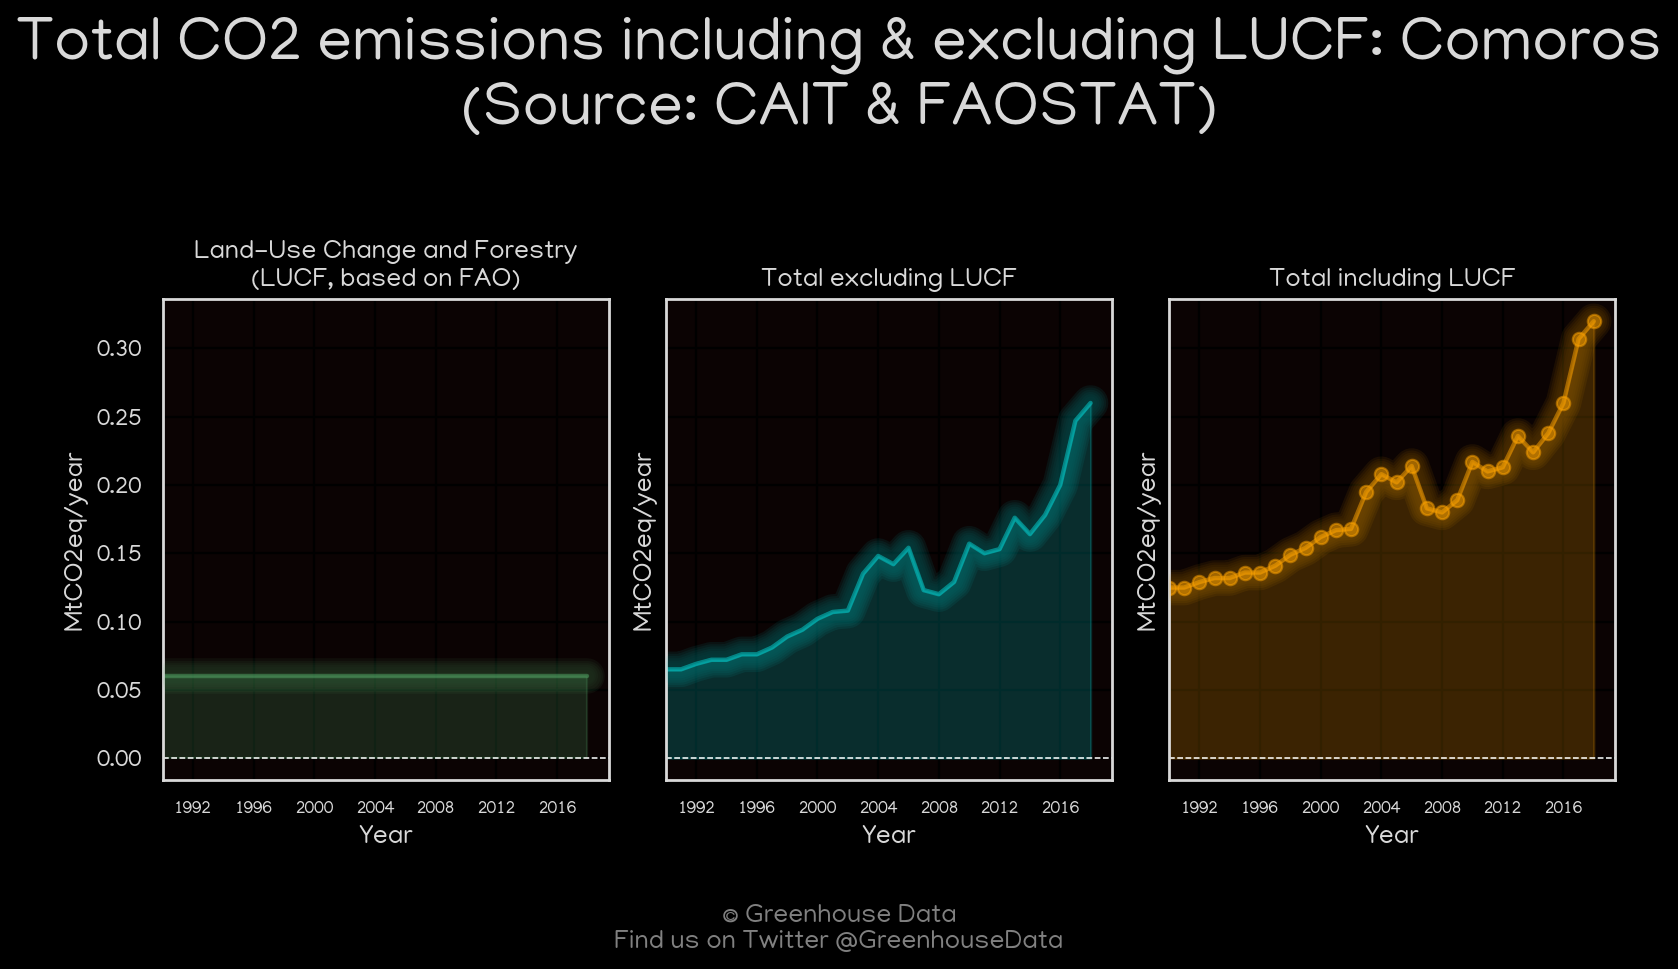 Total CO2 emissions including & excluding LUCF: Comoros
(Source: CAIT & FAOSTAT)
Land-Use Change and Forestry
(LUCF, based on FAO)
Total excluding LUCF
Total including LUCF
0.30
0.25
0.20
0.15
0.10
0.05
0.00
MtCO2eq/year
MtCO2eq/year
MtCO2eq/year
1992 1996 2000 2004 2008 2012 2016
1992 1996 2000 2004 2008 2012 2016
1992 1996 2000 2004 2008 2012 2016
Year
Year
Year
© Greenhouse Data
Find us on Twitter @GreenhouseData